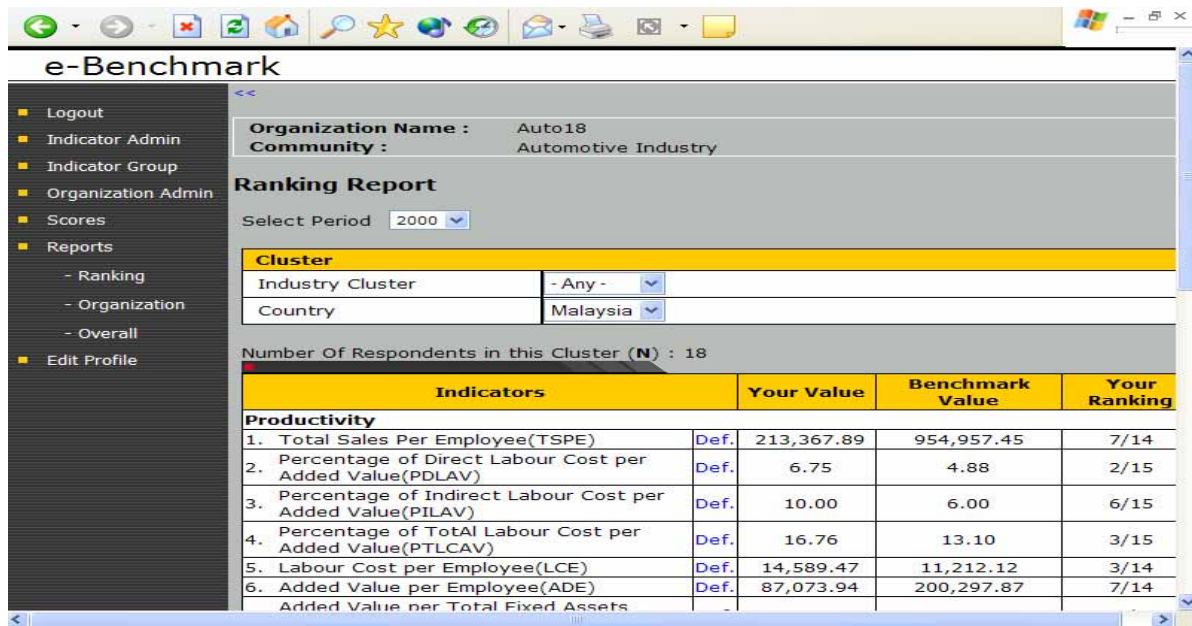 e-Benchmark
<<
Logout
Indicator Admin
Indicator Group
Organization Admin
Scores
Reports
- Ranking
- Organization
- Overall
Edit Profile
Organization Name : Auto18
Community : Automotive Industry
Ranking Report
Select Period 2000
Cluster
Industry Cluster - Any -
Country Malaysia
Number Of Respondents in this Cluster (N) : 18
Indicators Your Value Benchmark Value Your Ranking
Productivity
1. Total Sales Per Employee(TSPE) Def. 213,367.89 954,957.45 7/14
2. Percentage of Direct Labour Cost per
Added Value(PDLAV) Def. 6.75 4.88 2/15
3. Percentage of Indirect Labour Cost per
Added Value(PILAV) Def. 10.00 6.00 6/15
4. Percentage of TotAl Labour Cost per
Added Value(PTLCAV) Def. 16.76 13.10 3/15
5. Labour Cost per Employee(LCE) Def. 14,589.47 11,212.12 3/14
6. Added Value per Employee(ADE) Def. 87,073.94 200,297.87 7/14
Added Value per Total Fixed Assets